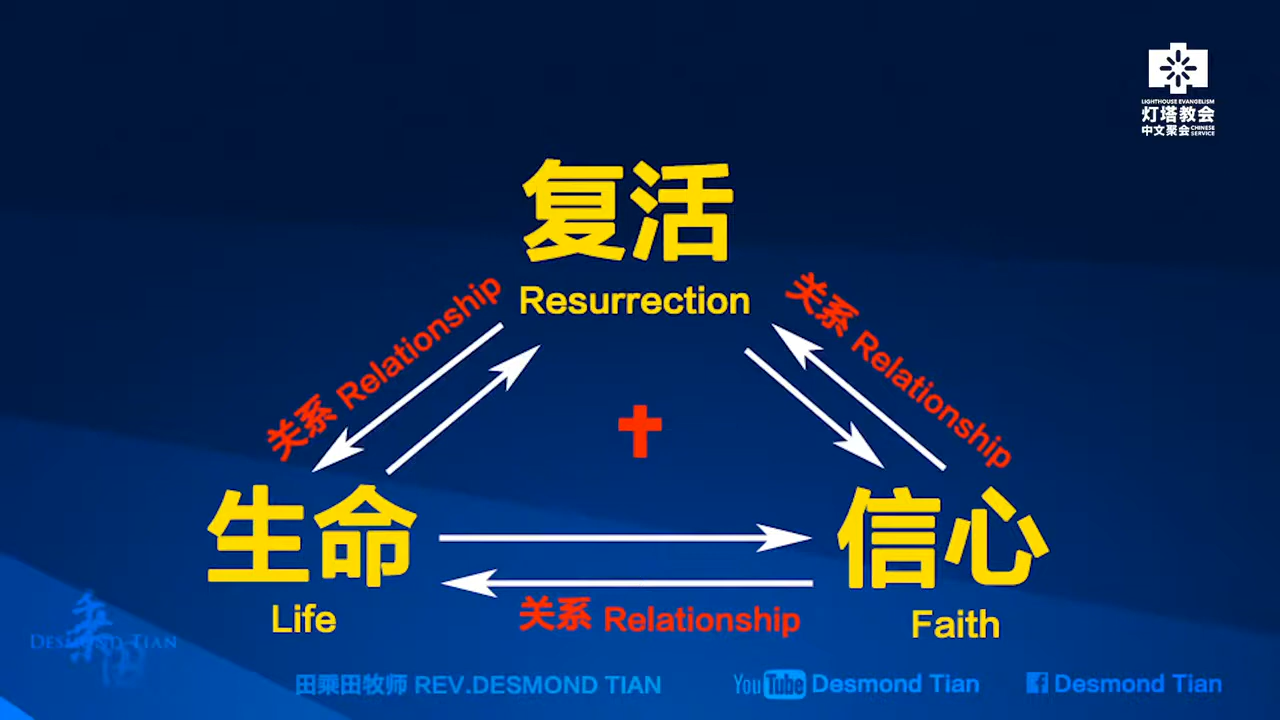 LIGHTHOUSE EVANGELISM
灯塔教会
中文聚会 CHINESE SERVICE
复活
Resurrection
关系 Relationship
关系 Relationship
生命
Life
信心
Faith
关系 Relationship
DESMOND TIAN
田乘田牧师 REV.DESMOND TIAN
YouTube Desmond Tian
Desmond Tian